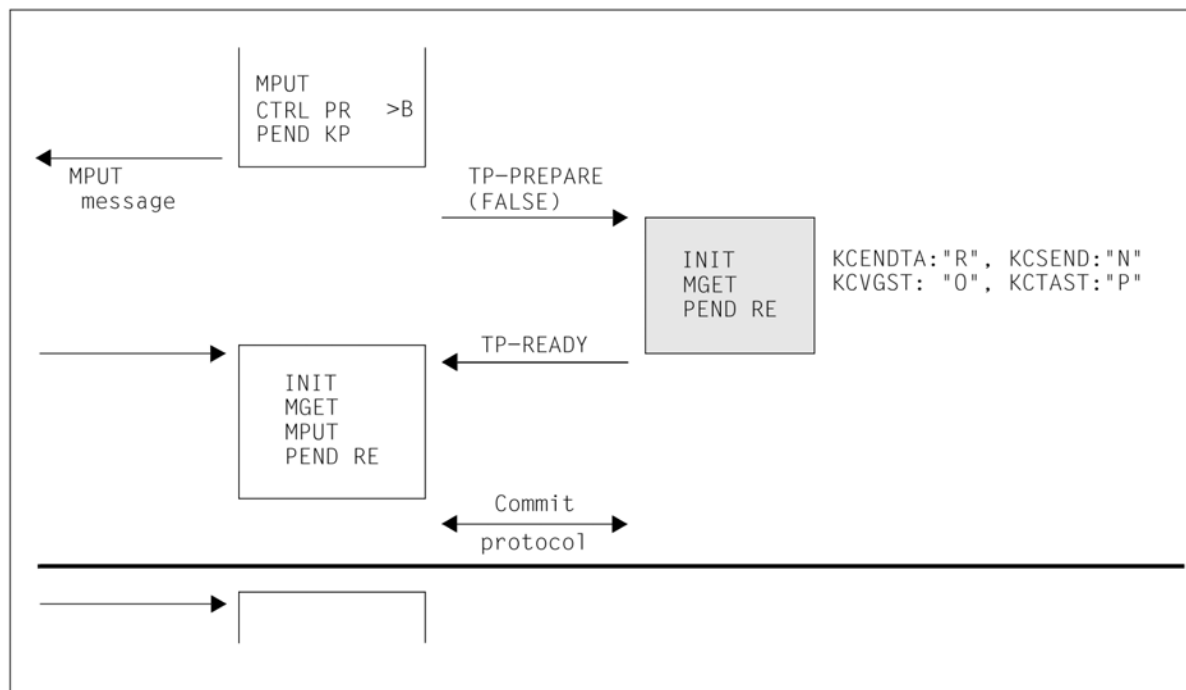 MPUT
CTRL PR >B
PEND KP
MPUT
message
TP-PREPARE
(FALSE)
INIT
MGET
PEND RE
KCENDTA:"R", KCSEND:"N"
KCVGST: "O", KCTAST:"P"
TP-READY
INIT
MGET
MPUT
PEND RE
Commit
protocol